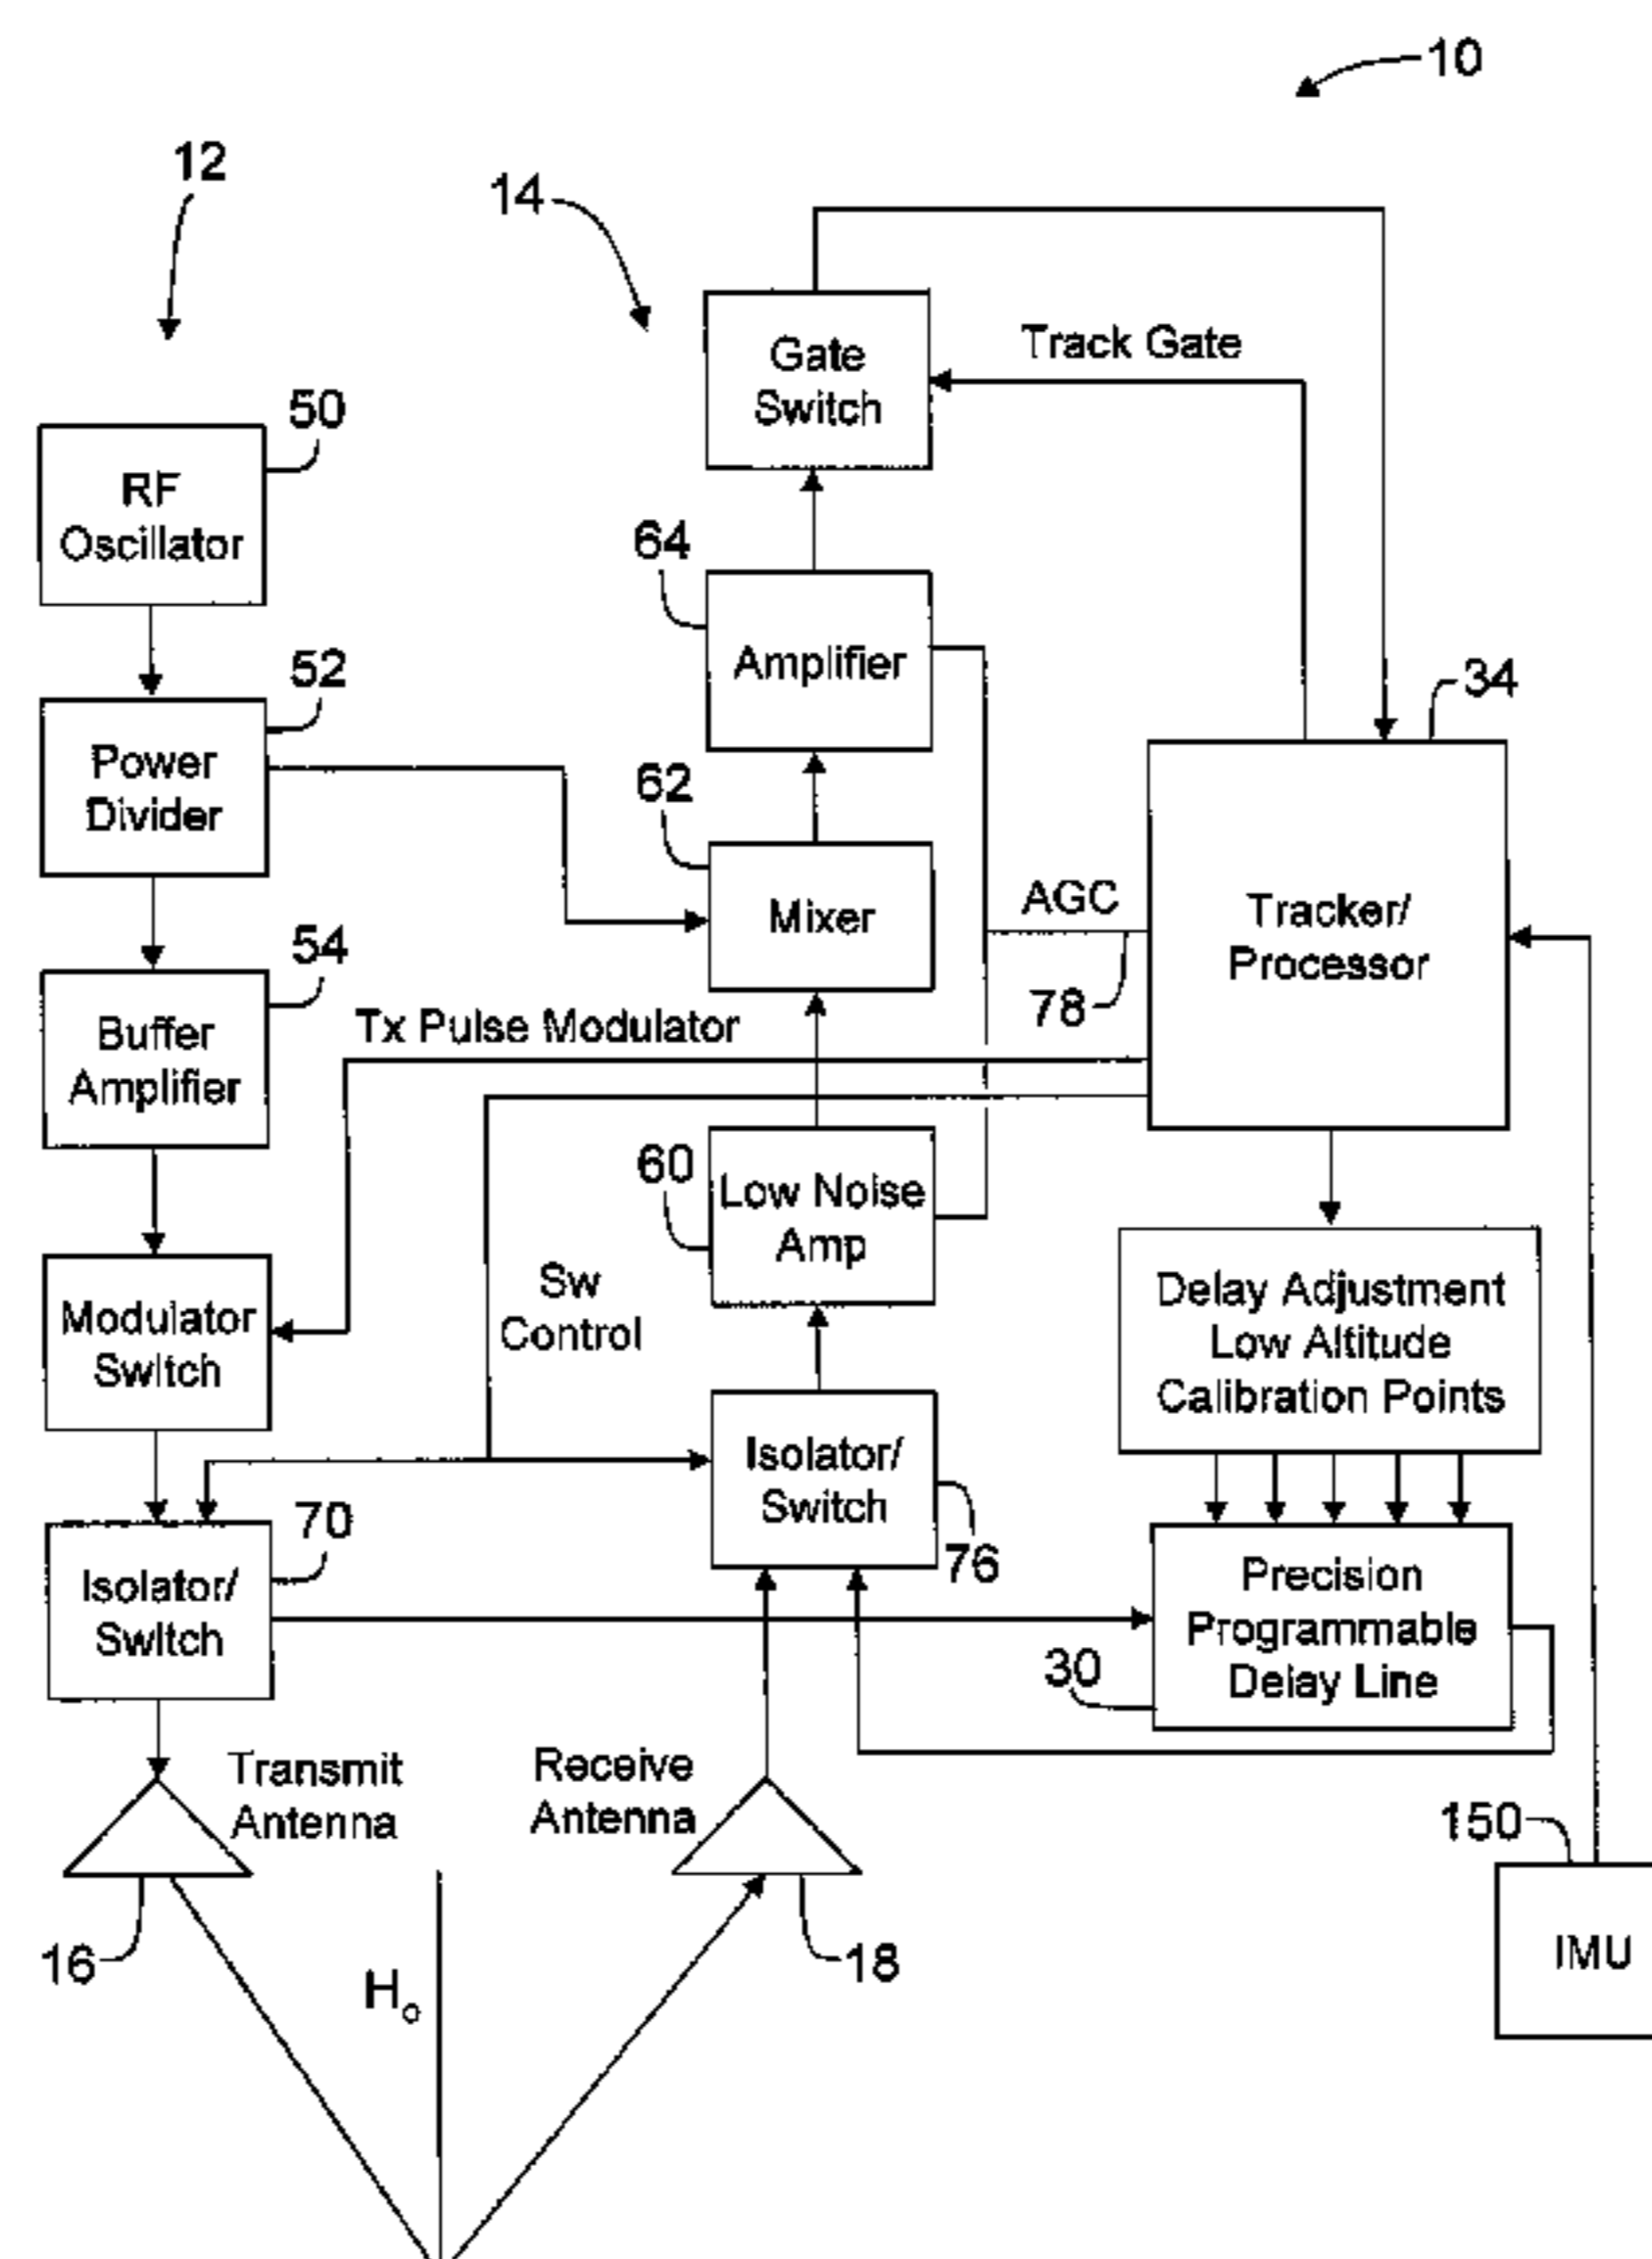 10
12
14
Gate
Switch
Track Gate
50
RF
Oscillator
64
Amplifier
52
34
Power
Divider
62
Mixer
AGC
Tracker/
Processor
54
78
Tx Pulse Modulator
Buffer
Amplifier
60
Low Noise
Amp
Sw
Control
Delay Adjustment
Low Altitude
Calibration Points
Modulator
Switch
Isolator/
Switch
76
70
Isolator/
Switch
Precision
Programmable
Delay Line
30
Transmit
Antenna
Receive
Antenna
150
16
18
IMU
Ho